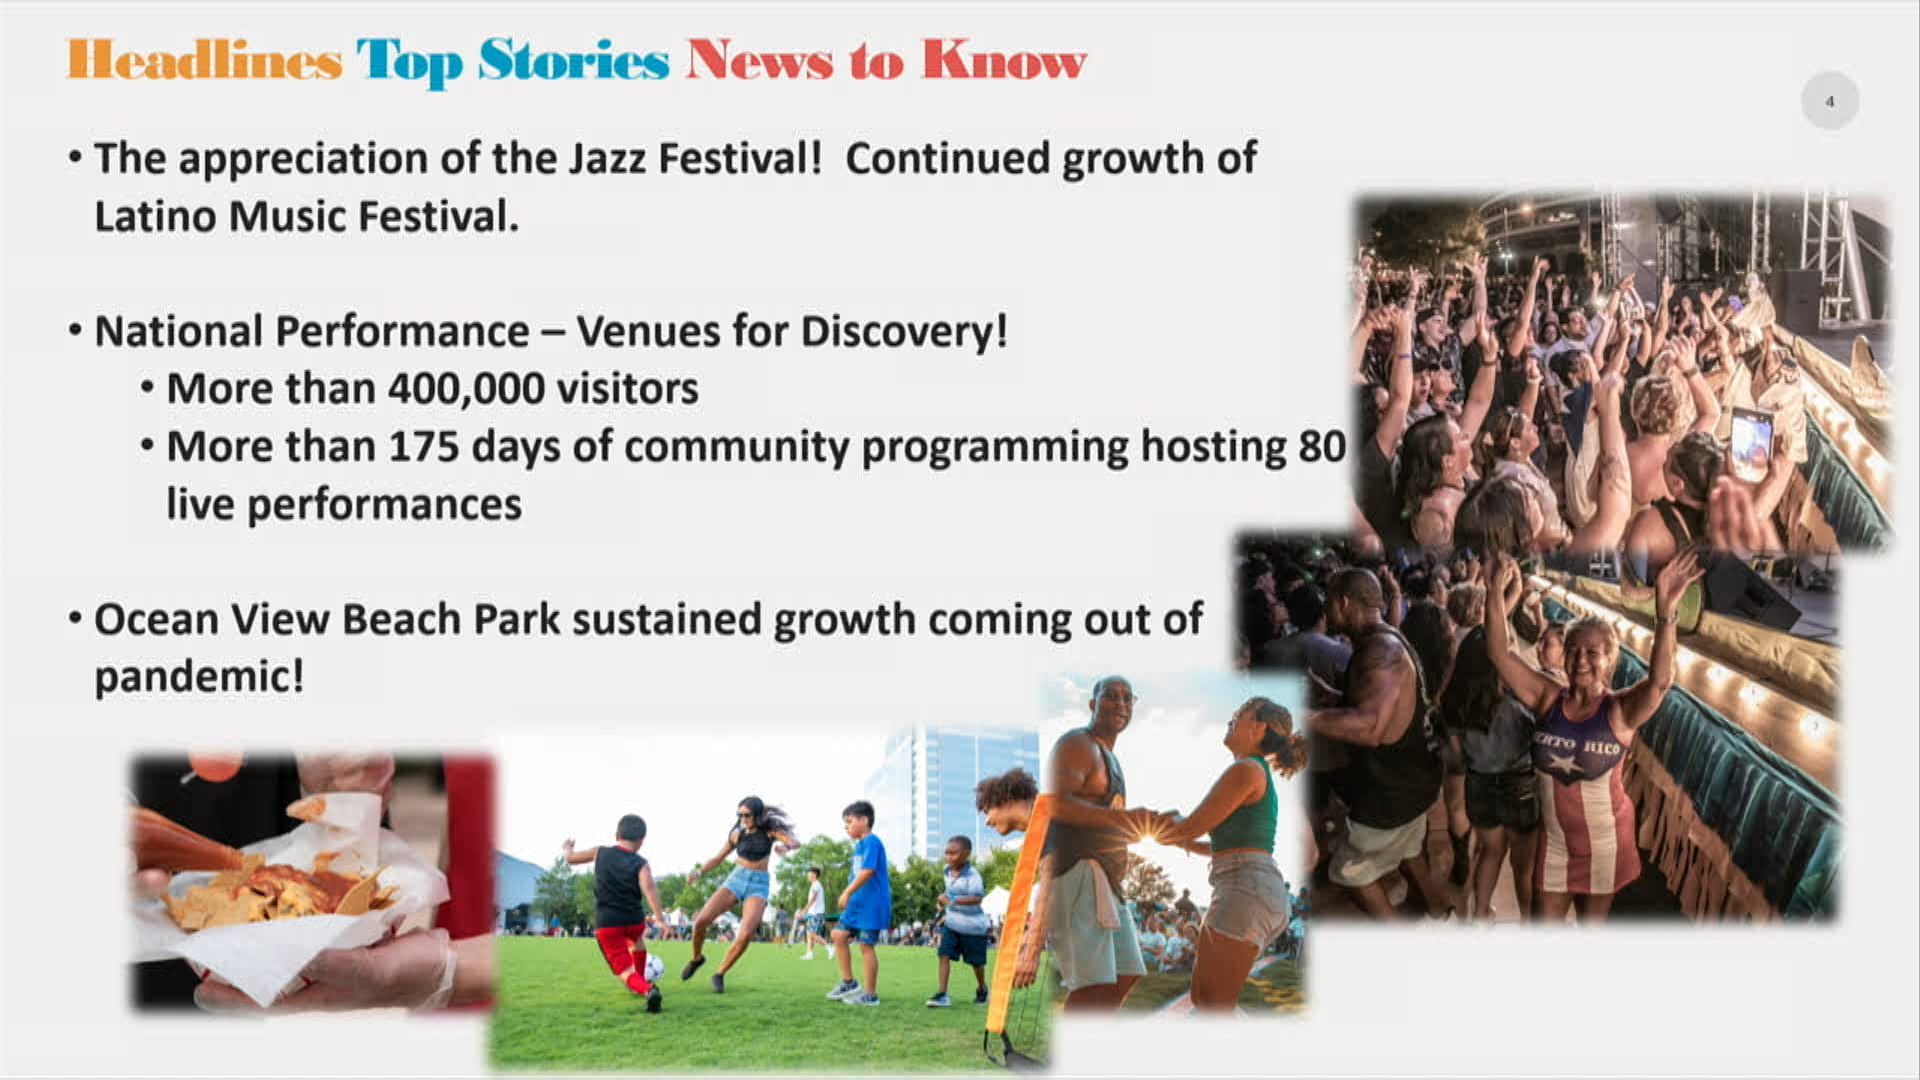 Headlines Top Stories News to Know
4
• The appreciation of the Jazz Festival!  Continued growth of
Latino Music Festival.
• National Performance – Venues for Discovery!
• More than 400,000 visitors
• More than 175 days of community programming hosting 80
live performances
• Ocean View Beach Park sustained growth coming out of
pandemic!
RICO